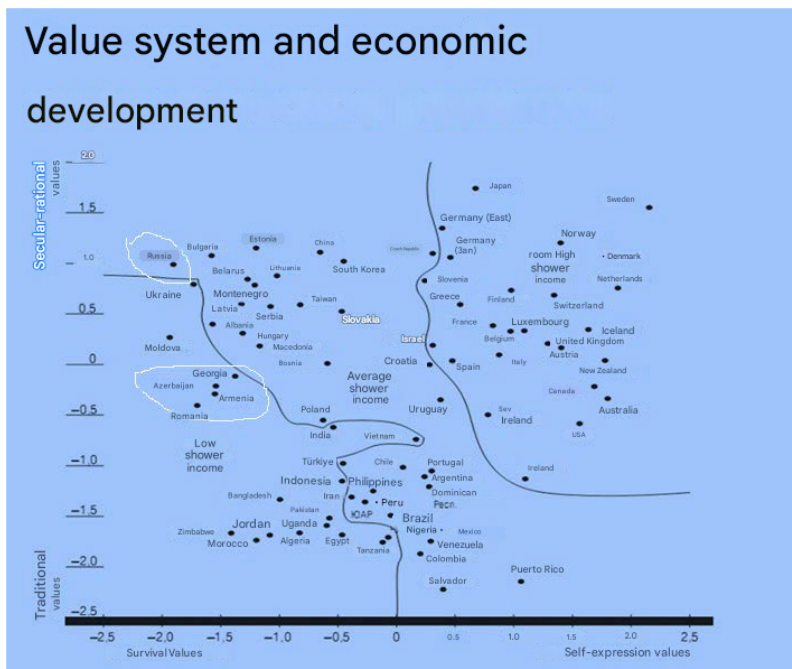 Value system and economic
development
2.0
Secular-rational
values
1.5
1.0
0.5
0
−0.5
−1.0
−1.5
−2.0
−2.5
Traditional
values
Japan
Sweden
Germany (East)
Germany
(3an)
Norway
room High
shower
income
Denmark
Netherlands
Switzerland
Finland
Slovenia
Greece
France
Luxembourg
Iceland
Belgium
United Kingdom
Austria
Italy
New Zealand
Israel
Croatia
Spain
Canada
Australia
USA
Uruguay
Sev
Ireland
Ireland
Russia
Bulgaria
Estonia
China
South Korea
Belarus
Lithuania
Ukraine
Montenegro
Latvia
Serbia
Taiwan
Slovakia
Albania
Hungary
Macedonia
Moldova
Bosnia
Georgia
Azerbaijan
Armenia
Romania
Average
shower
income
Poland
India
Vietnam
Low
shower
income
Türkiye
Chile
Portugal
Indonesia
Philippines
Argentina
Dominican
Bangladesh
Iran
Peru
Pakistan
Brazil
Zimbabwe
Jordan
Uganda
Nigeria
Mexico
Morocco
Algeria
Egypt
Tanzania
Venezuela
Colombia
Salvador
Puerto Rico
−2.5 −2.0 −1.5 −1.0 −0.5 0 0.5 1.0 1.5 2.0 2.5
Survival Values
Self-expression values